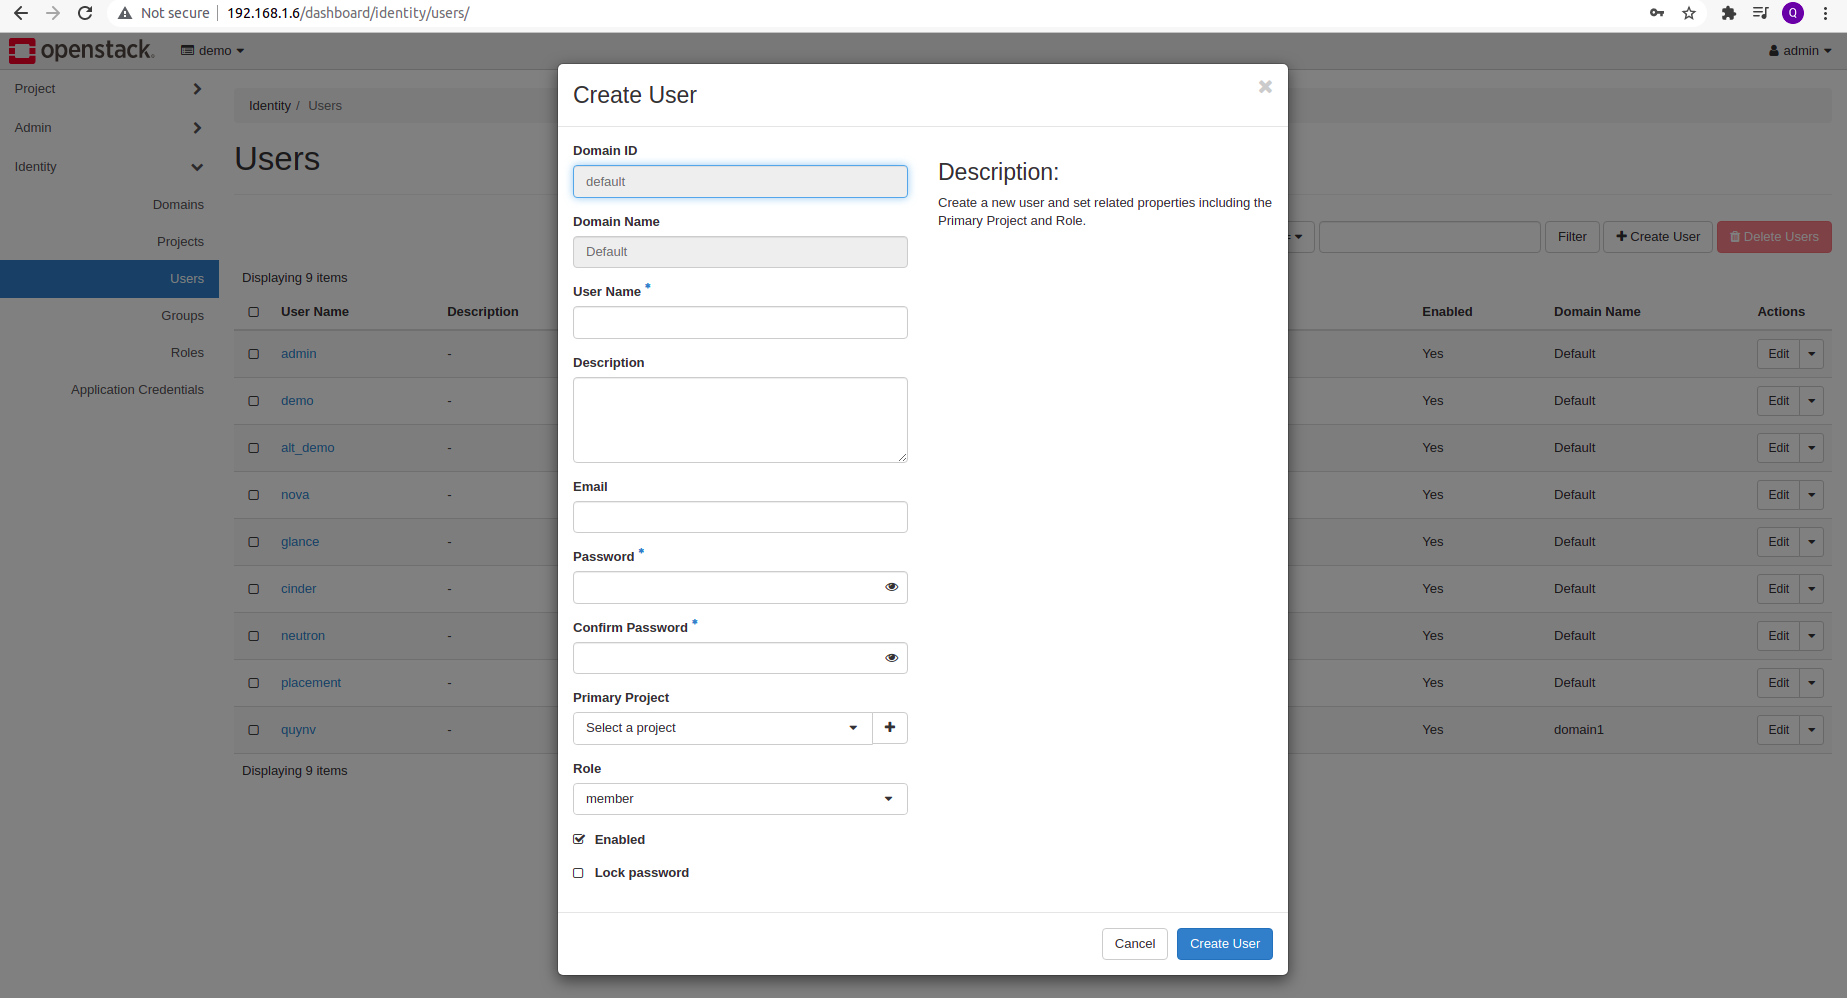 Not secure 192.168.1.6/dashboard/identity/users/ Q
openstack. demo admin
Project
Admin
Identity
Domains
Projects
Users
Groups
Roles
Application Credentials
Identity / Users
Users
Filter Create User Delete Users
Displaying 9 items
User Name Description Enabled Domain Name Actions
admin - Yes Default Edit
demo - Yes Default Edit
alt_demo - Yes Default Edit
nova - Yes Default Edit
glance - Yes Default Edit
cinder - Yes Default Edit
neutron - Yes Default Edit
placement - Yes Default Edit
quynv - Yes domain1 Edit
Displaying 9 items
Create User
Domain ID
default
Domain Name
Default
User Name *
Description
Email
Password *
Confirm Password *
Primary Project
Select a project
Role
member
Enabled
Lock password
Description:
Create a new user and set related properties including the
Primary Project and Role.
Cancel Create User